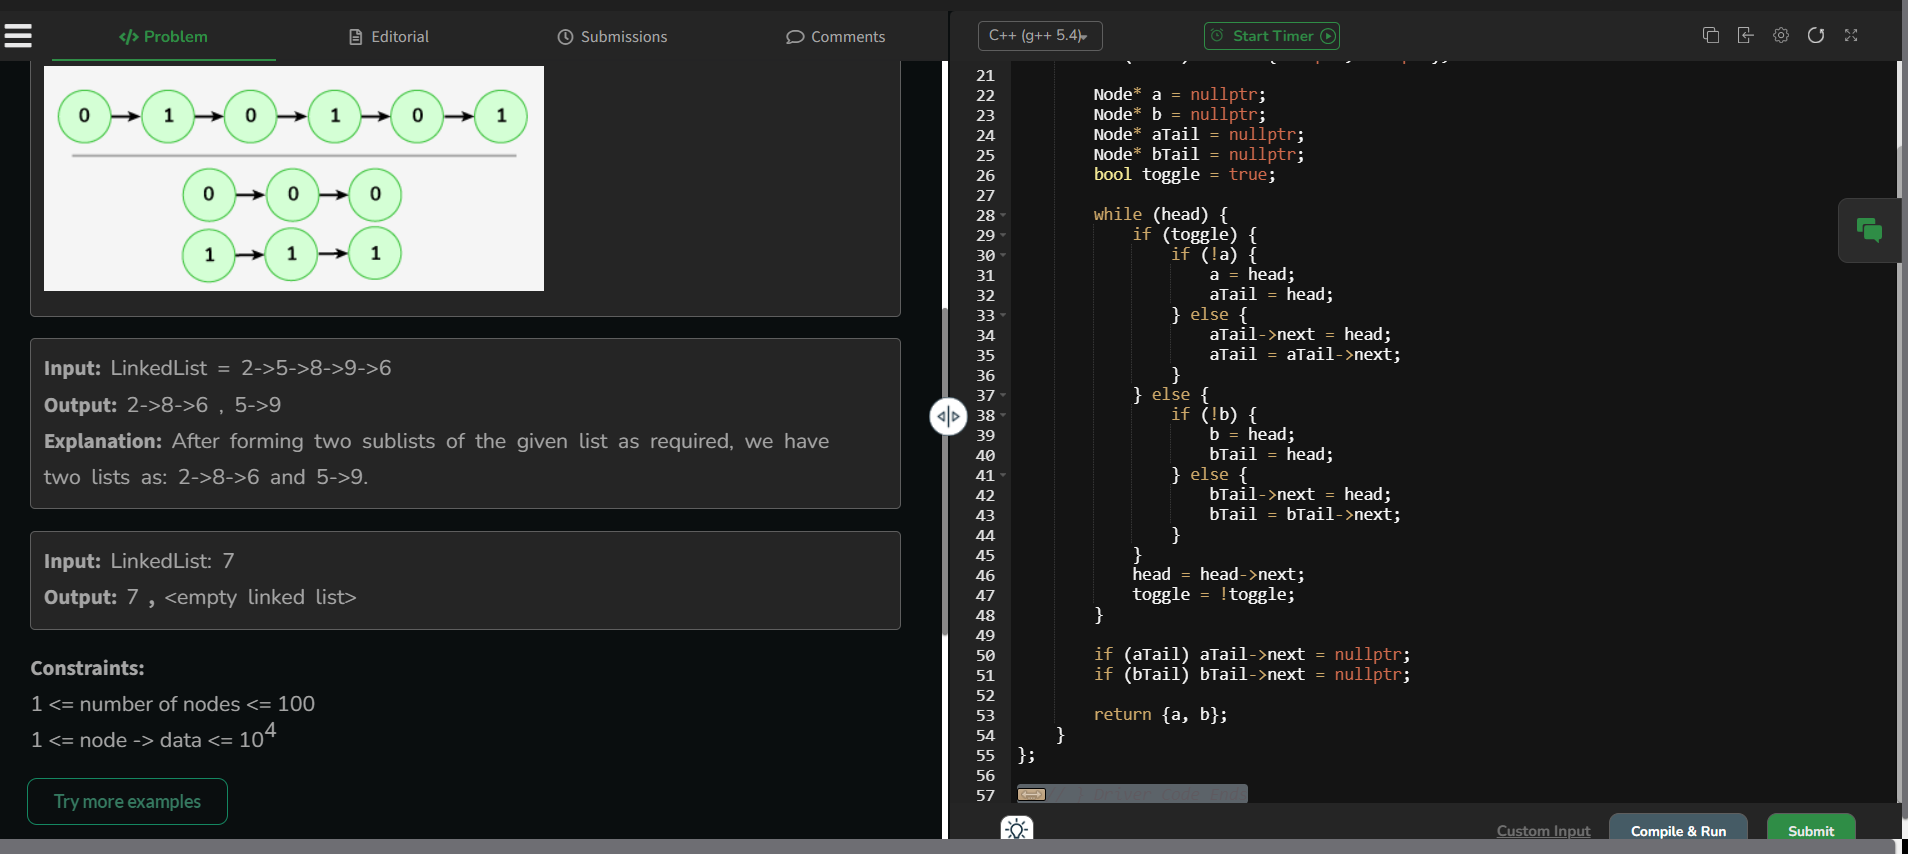 </> Problem
Editorial
Submissions
Comments
0 1 0 1 0 1
0 0 0
1 1 1
Input: LinkedList = 2->5->8->9->6
Output: 2->8->6 , 5->9
Explanation: After forming two sublists of the given list as required, we have
two lists as: 2->8->6 and 5->9.
Input: LinkedList: 7
Output: 7 , <empty linked list>
Constraints:
1 <= number of nodes <= 100
1 <= node -> data <= 10^4
Try more examples
C++ (g++ 5.4)
Start Timer
21
22 Node* a = nullptr;
23 Node* b = nullptr;
24 Node* aTail = nullptr;
25 Node* bTail = nullptr;
26 bool toggle = true;
27
28 while (head) {
29 if (toggle) {
30 if (!a) {
31 a = head;
32 aTail = head;
33 } else {
34 aTail->next = head;
35 aTail = aTail->next;
36 }
37 } else {
38 if (!b) {
39 b = head;
40 bTail = head;
41 } else {
42 bTail->next = head;
43 bTail = bTail->next;
44 }
45 }
46 head = head->next;
47 toggle = !toggle;
48 }
49
50 if (aTail) aTail->next = nullptr;
51 if (bTail) bTail->next = nullptr;
52
53 return {a, b};
54 }
55 };
56
57 // } Driver Code Ends
Custom Input
Compile & Run
Submit